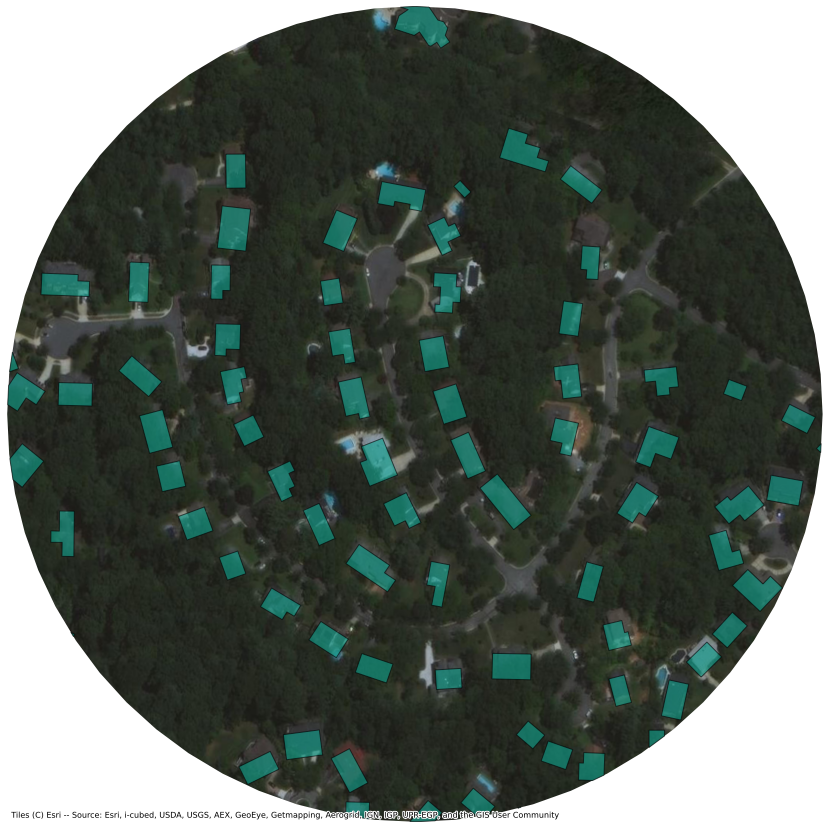 Tiles (C) Esri -- Source: Esri, i-cubed, USDA, USGS, AEX, GeoEye, Getmapping, Aerogrid, IGN, IGP, UPR-EGP, and the GIS User Community